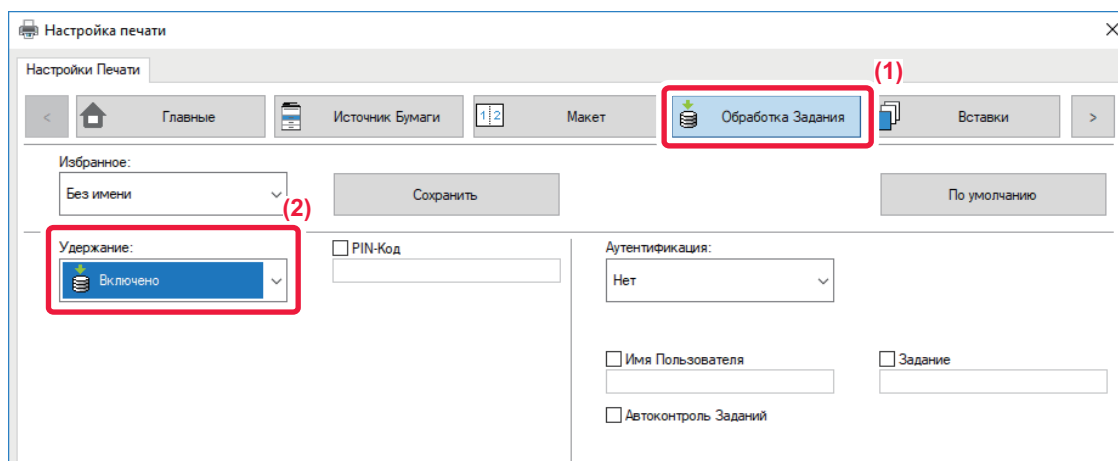 Настройка печати
Настройки Печати
(1)
< Главные Источник Бумаги 1 2 Макет Обработка Задания Вставки >
Избранное:
Без имени Сохранить По умолчанию
(2)
Удержание: PIN-Код Аутентификация:
Включено Нет
Имя Пользователя Задание
Автоконтроль Заданий